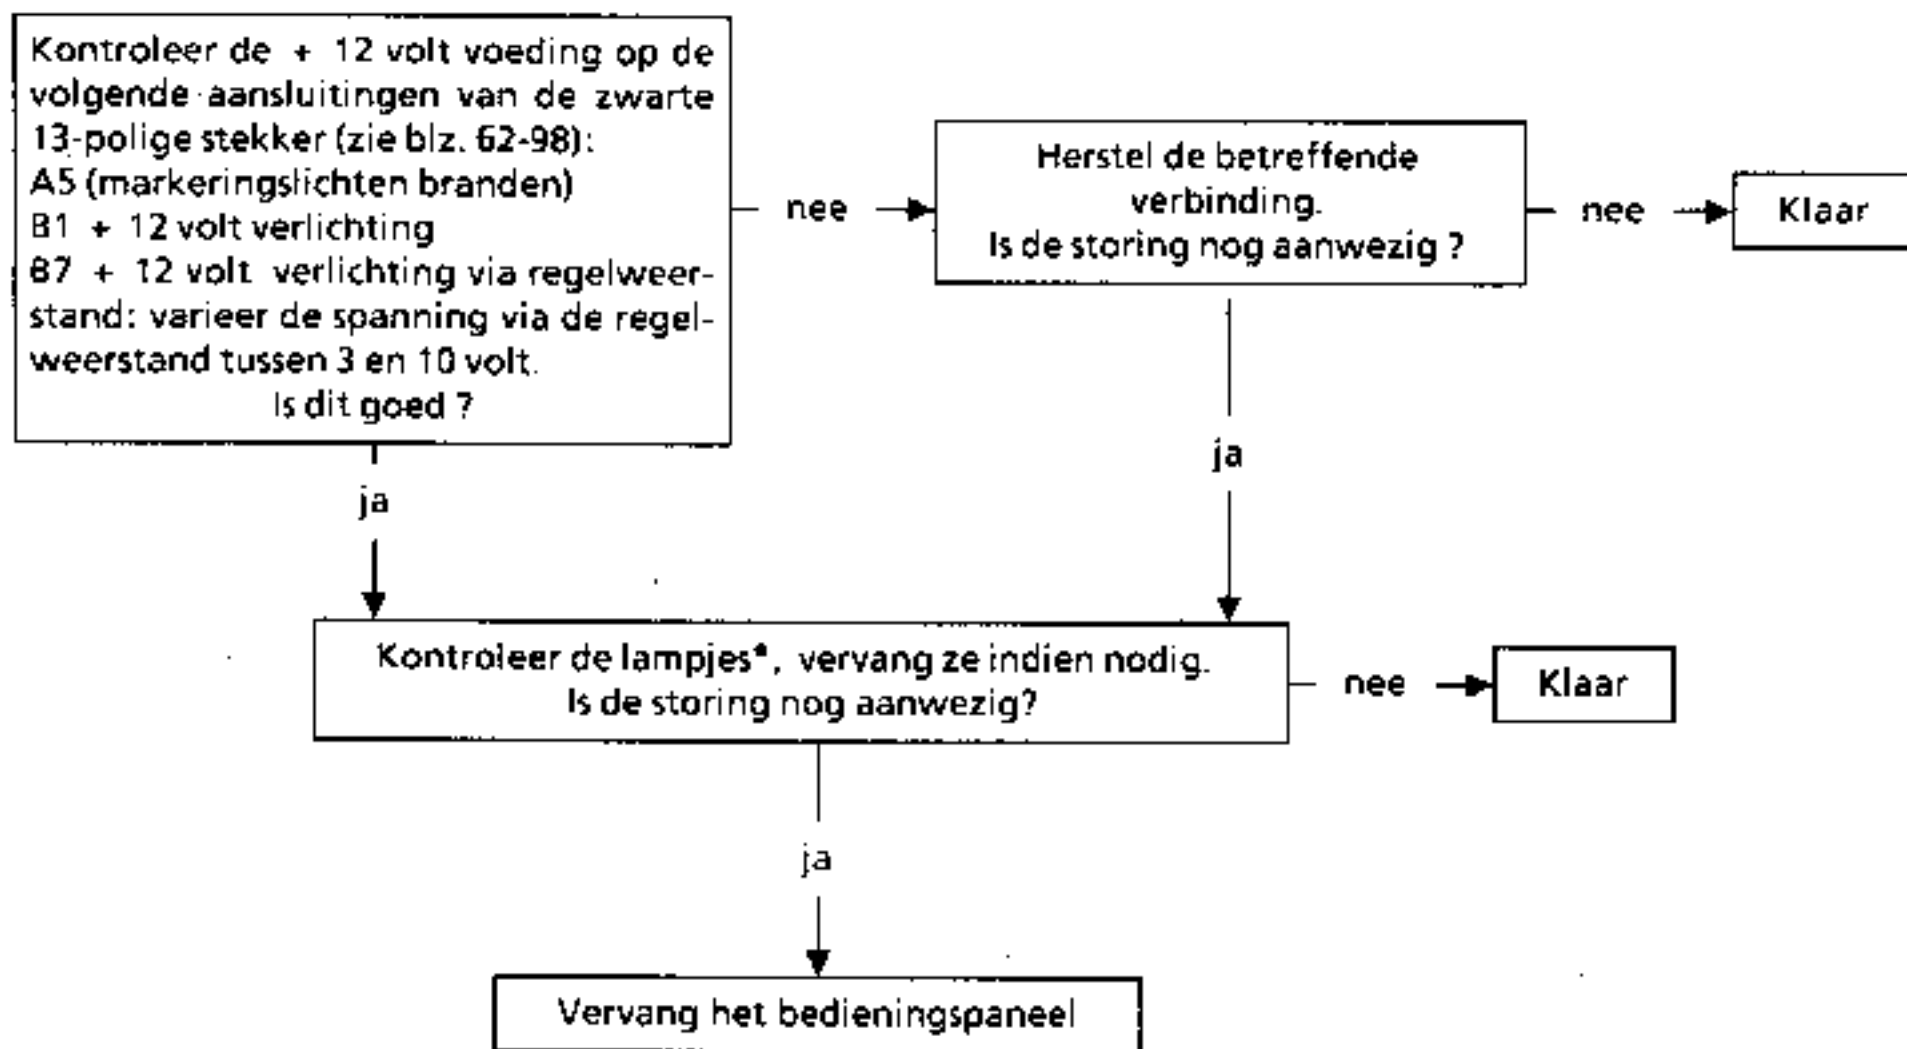 Kontroleer de + 12 volt voeding op de
volgende aansluitingen van de zwarte
13-polige stekker (zie blz. 62-98):
A5 (markeringslichten branden)
B1 + 12 volt verlichting
B7 + 12 volt verlichting via regelweer-
stand: varieer de spanning via de regel-
weerstand tussen 3 en 10 volt.
Is dit goed ?
nee
Herstel de betreffende
verbinding.
Is de storing nog aanwezig ?
nee
Klaar
ja
ja
Kontroleer de lampjes*, vervang ze indien nodig.
Is de storing nog aanwezig?
nee
Klaar
ja
Vervang het bedieningspaneel